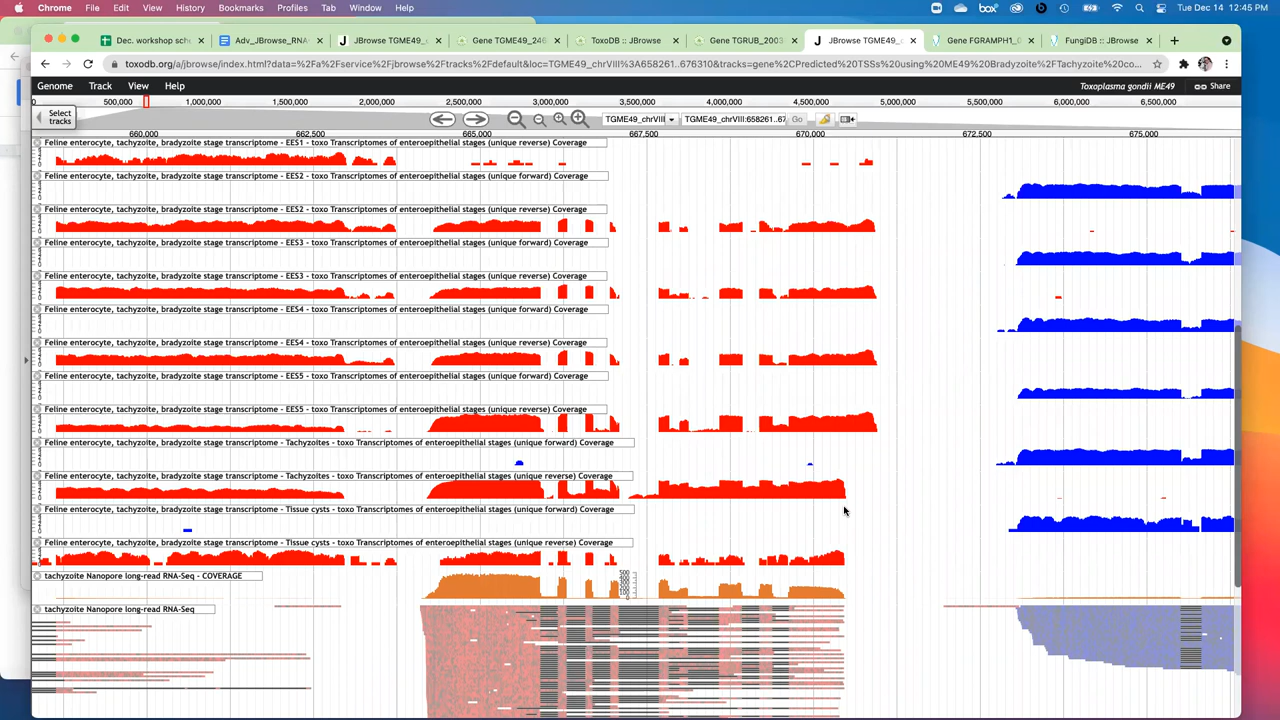 Chrome File Edit View History Bookmarks Profiles Tab Window Help box Tue Dec 14 12:45 PM
Dec. workshop sch Adv_JBrowse_RNA JBrowse TGME49_c Gene TGME49_246 ToxoDB :: JBrowse Gene TGRUB_2003 JBrowse TGME49_c Gene FGRAMPH1_0 FungiDB :: JBrowse
toxodb.org/a/jbrowse/index.html?data=%2Fa%2Fservice%2Fjbrowse%2Ftracks%2Fdefault&loc=TGME49_chrVIII%3A658261..676310&tracks=gene%2CPredicted%20TSSs%20using%20ME49%20Bradyzoite%2FTachyzoite%20co...
Genome Track View Help Toxoplasma gondii ME49 Share
0 500,000 1,000,000 1,500,000 2,000,000 2,500,000 3,000,000 3,500,000 4,000,000 4,500,000 5,000,000 5,500,000 6,000,000 6,500,000
Select
tracks
TGME49_chrVIII TGME49_chrVIII:658261..67 Go
660,000 662,500 665,000 667,500 670,000 672,500 675,000
Feline enterocyte, tachyzoite, bradyzoite stage transcriptome - EES1 - toxo Transcriptomes of enteroepithelial stages (unique reverse) Coverage
Feline enterocyte, tachyzoite, bradyzoite stage transcriptome - EES2 - toxo Transcriptomes of enteroepithelial stages (unique forward) Coverage
Feline enterocyte, tachyzoite, bradyzoite stage transcriptome - EES2 - toxo Transcriptomes of enteroepithelial stages (unique reverse) Coverage
Feline enterocyte, tachyzoite, bradyzoite stage transcriptome - EES3 - toxo Transcriptomes of enteroepithelial stages (unique forward) Coverage
Feline enterocyte, tachyzoite, bradyzoite stage transcriptome - EES3 - toxo Transcriptomes of enteroepithelial stages (unique reverse) Coverage
Feline enterocyte, tachyzoite, bradyzoite stage transcriptome - EES4 - toxo Transcriptomes of enteroepithelial stages (unique forward) Coverage
Feline enterocyte, tachyzoite, bradyzoite stage transcriptome - EES4 - toxo Transcriptomes of enteroepithelial stages (unique reverse) Coverage
Feline enterocyte, tachyzoite, bradyzoite stage transcriptome - EES5 - toxo Transcriptomes of enteroepithelial stages (unique forward) Coverage
Feline enterocyte, tachyzoite, bradyzoite stage transcriptome - EES5 - toxo Transcriptomes of enteroepithelial stages (unique reverse) Coverage
Feline enterocyte, tachyzoite, bradyzoite stage transcriptome - Tachyzoites - toxo Transcriptomes of enteroepithelial stages (unique forward) Coverage
Feline enterocyte, tachyzoite, bradyzoite stage transcriptome - Tachyzoites - toxo Transcriptomes of enteroepithelial stages (unique reverse) Coverage
Feline enterocyte, tachyzoite, bradyzoite stage transcriptome - Tissue cysts - toxo Transcriptomes of enteroepithelial stages (unique forward) Coverage
Feline enterocyte, tachyzoite, bradyzoite stage transcriptome - Tissue cysts - toxo Transcriptomes of enteroepithelial stages (unique reverse) Coverage
tachyzoite Nanopore long-read RNA-Seq - COVERAGE
500
400
300
200
100
0
tachyzoite Nanopore long-read RNA-Seq